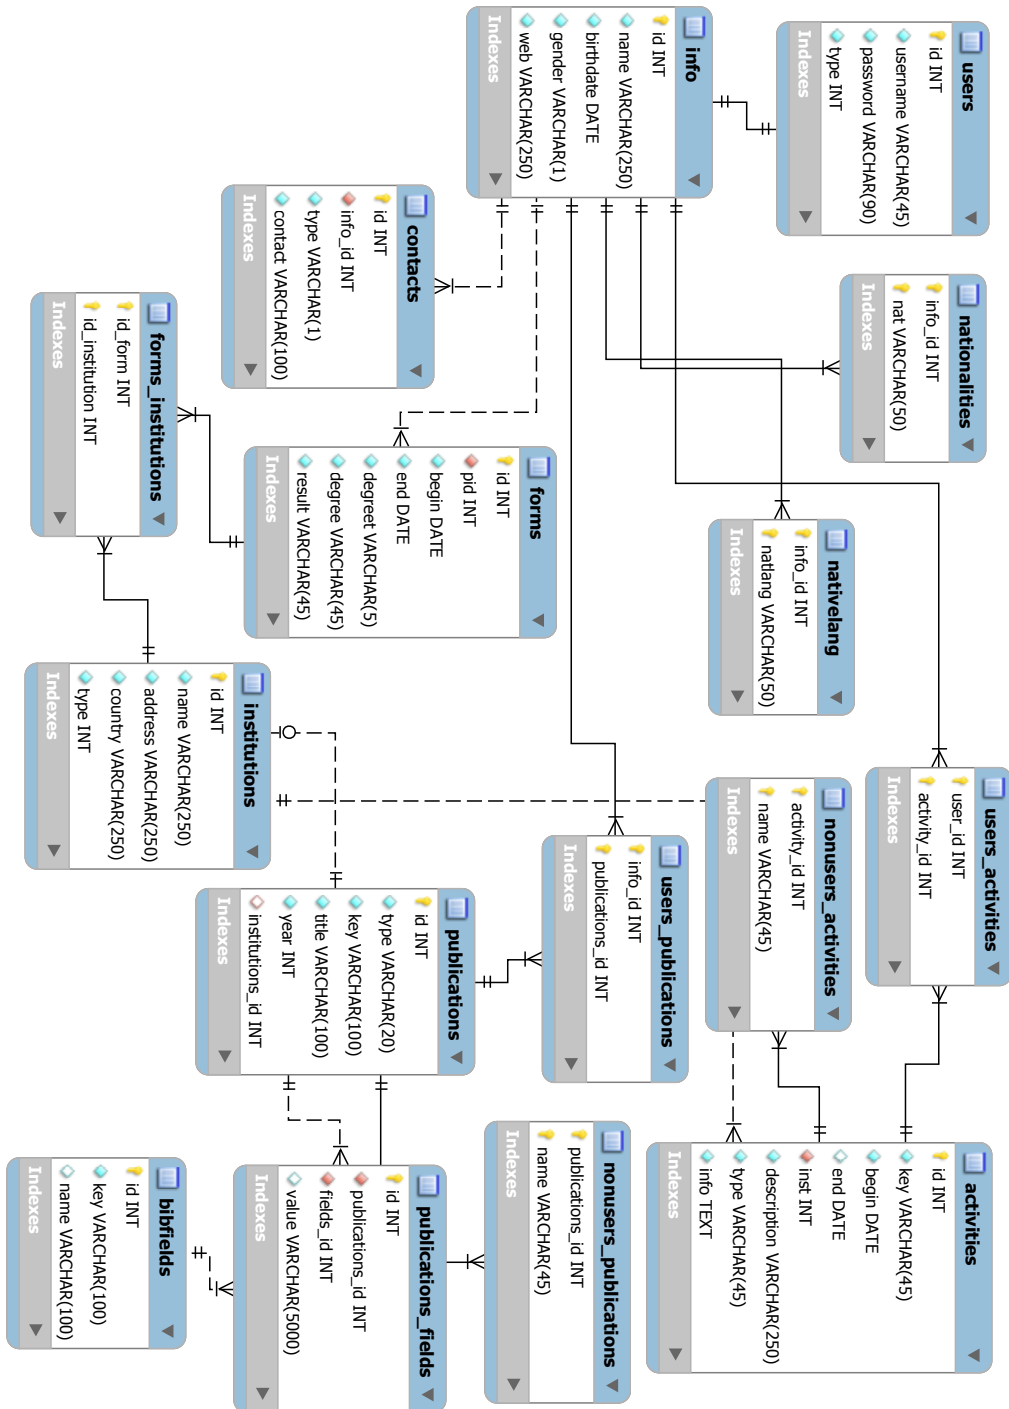 users
id INT
username VARCHAR(45)
password VARCHAR(90)
type INT
Indexes
nationalities
info_id INT
nat VARCHAR(50)
Indexes
users_activities
user_id INT
activity_id INT
Indexes
activities
id INT
key VARCHAR(45)
begin DATE
end DATE
inst INT
description VARCHAR(250)
type VARCHAR(45)
info TEXT
Indexes
info
id INT
name VARCHAR(250)
birthdate DATE
gender VARCHAR(1)
web VARCHAR(250)
Indexes
nativelang
info_id INT
natlang VARCHAR(50)
Indexes
nonusers_activities
activity_id INT
name VARCHAR(45)
Indexes
users_publications
info_id INT
publications_id INT
Indexes
nonusers_publications
publications_id INT
name VARCHAR(45)
Indexes
contacts
id INT
info_id INT
type VARCHAR(1)
contact VARCHAR(100)
Indexes
forms
id INT
pid INT
begin DATE
end DATE
degreet VARCHAR(5)
degree VARCHAR(45)
result VARCHAR(45)
Indexes
publications
id INT
type VARCHAR(20)
key VARCHAR(100)
title VARCHAR(100)
year INT
institutions_id INT
Indexes
publications_fields
id INT
publications_id INT
fields_id INT
value VARCHAR(5000)
Indexes
forms_institutions
id_form INT
id_institution INT
Indexes
institutions
id INT
name VARCHAR(250)
address VARCHAR(250)
country VARCHAR(250)
type INT
Indexes
bibfields
id INT
key VARCHAR(100)
name VARCHAR(100)
Indexes